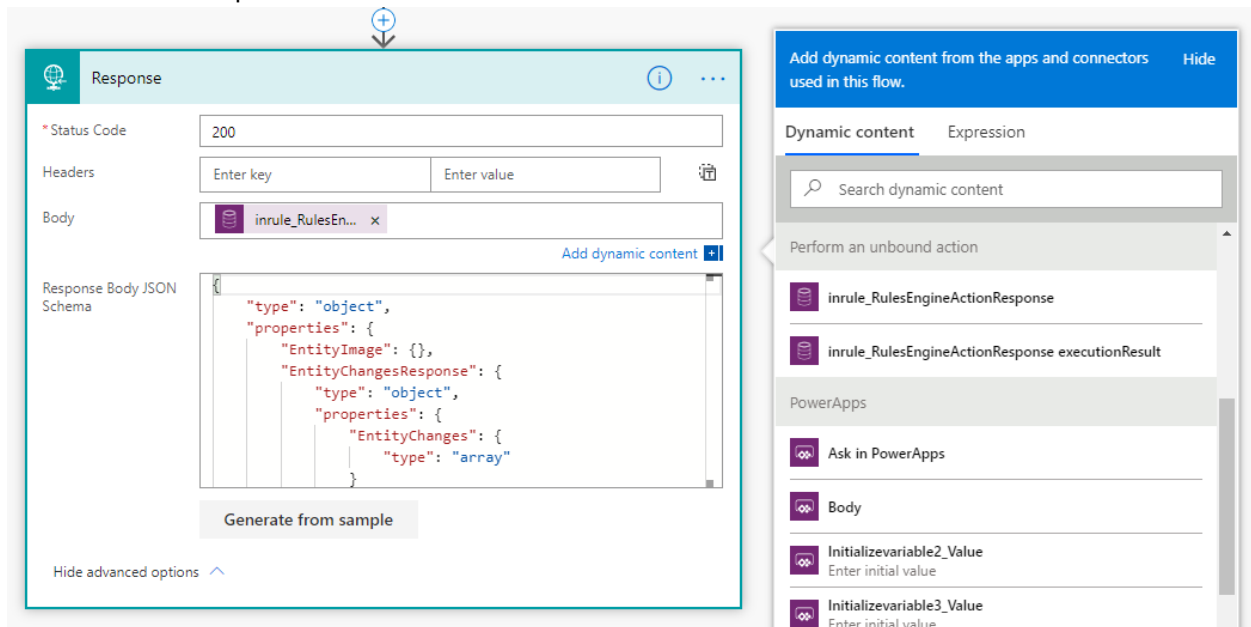 Response
...
*Status Code
200
Headers
Enter key
Enter value
Body
inrule_RulesEn... ×
Add dynamic content
Response Body JSON
Schema
{
"type": "object",
"properties": {
"EntityImage": {},
"EntityChangesResponse": {
"type": "object",
"properties": {
"EntityChanges": {
"type": "array"
}
Generate from sample
Hide advanced options
Add dynamic content from the apps and connectors
used in this flow.
Hide
Dynamic content
Expression
Search dynamic content
Perform an unbound action
inrule_RulesEngineActionResponse
inrule_RulesEngineActionResponse executionResult
PowerApps
Ask in PowerApps
Body
Initializevariable2_Value
Enter initial value
Initializevariable3_Value
Enter initial value